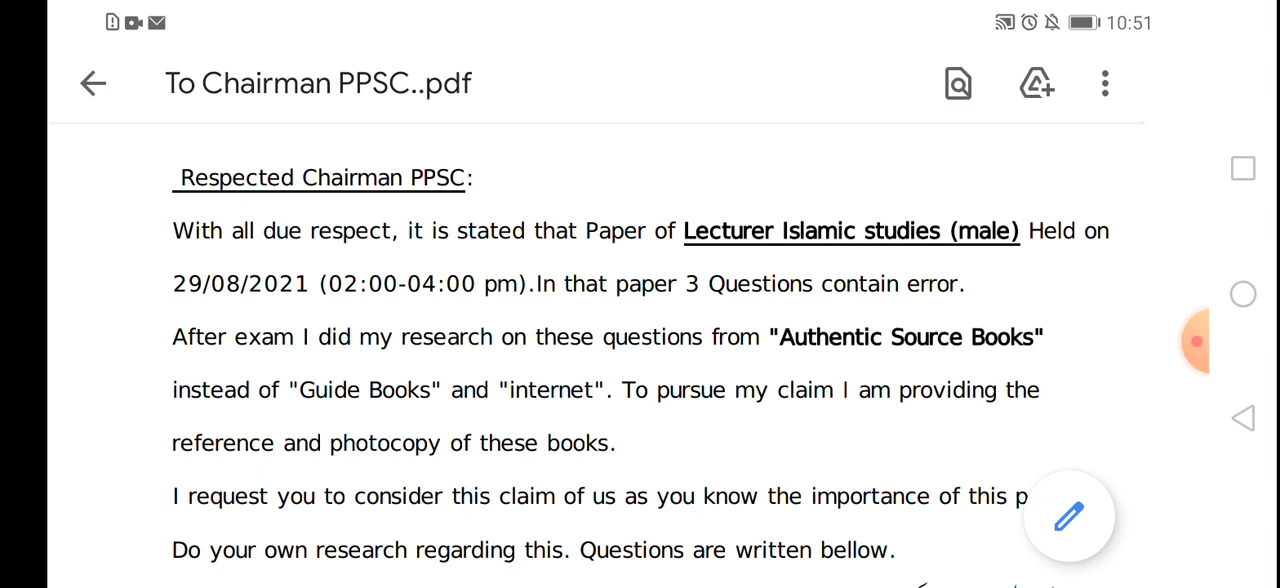 10:51
To Chairman PPSC..pdf
Respected Chairman PPSC:
With all due respect, it is stated that Paper of Lecturer Islamic studies (male) Held on
29/08/2021 (02:00-04:00 pm).In that paper 3 Questions contain error.
After exam I did my research on these questions from "Authentic Source Books"
instead of "Guide Books" and "internet". To pursue my claim I am providing the
reference and photocopy of these books.
I request you to consider this claim of us as you know the importance of this
Do your own research regarding this. Questions are written bellow.